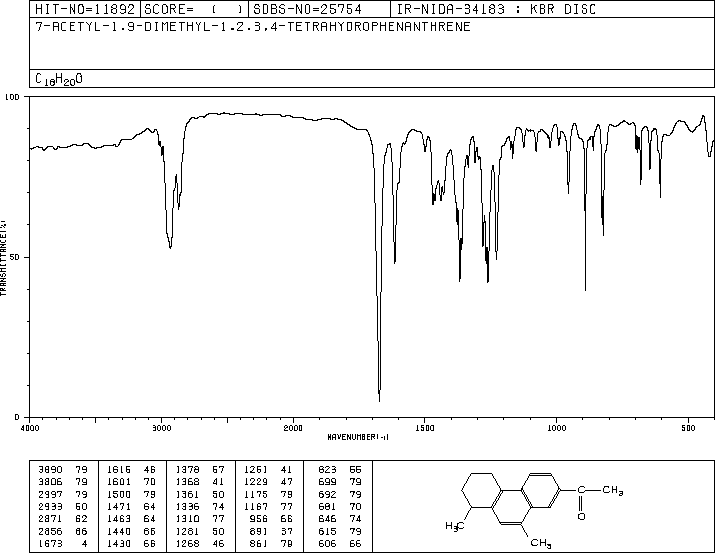 HIT-NO=11892 SCORE= ( ) SDBS-NO=25754 IR-NIDA-34183 : KBR DISC
7-ACETYL-1,9-DIMETHYL-1,2,3,4-TETRAHYDROPHENANTHRENE
C18H20O
100
50
0
TRANSMITTANCE(%)
4000 3000 2000 1500 1000 500
WAVENUMBER(-1)
3890 79 1616 46 1378 57 1261 41 823 55
3806 79 1601 70 1368 41 1229 47 699 79
2997 79 1500 79 1361 50 1175 79 692 79
2933 50 1471 64 1336 74 1167 77 681 70
2871 62 1463 64 1310 77 956 66 646 74
2856 66 1440 66 1281 50 891 37 615 79
1673 4 1430 66 1268 46 861 79 606 66
C CH3
O
H3C
CH3